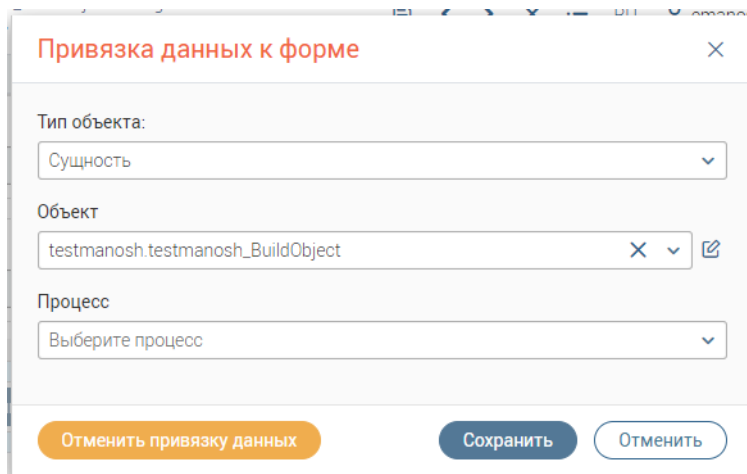 Привязка данных к форме
Тип объекта:
Сущность
Объект
testmanosh.testmanosh_BuildObject
Процесс
Выберите процесс
Отменить привязку данных
Сохранить
Отменить